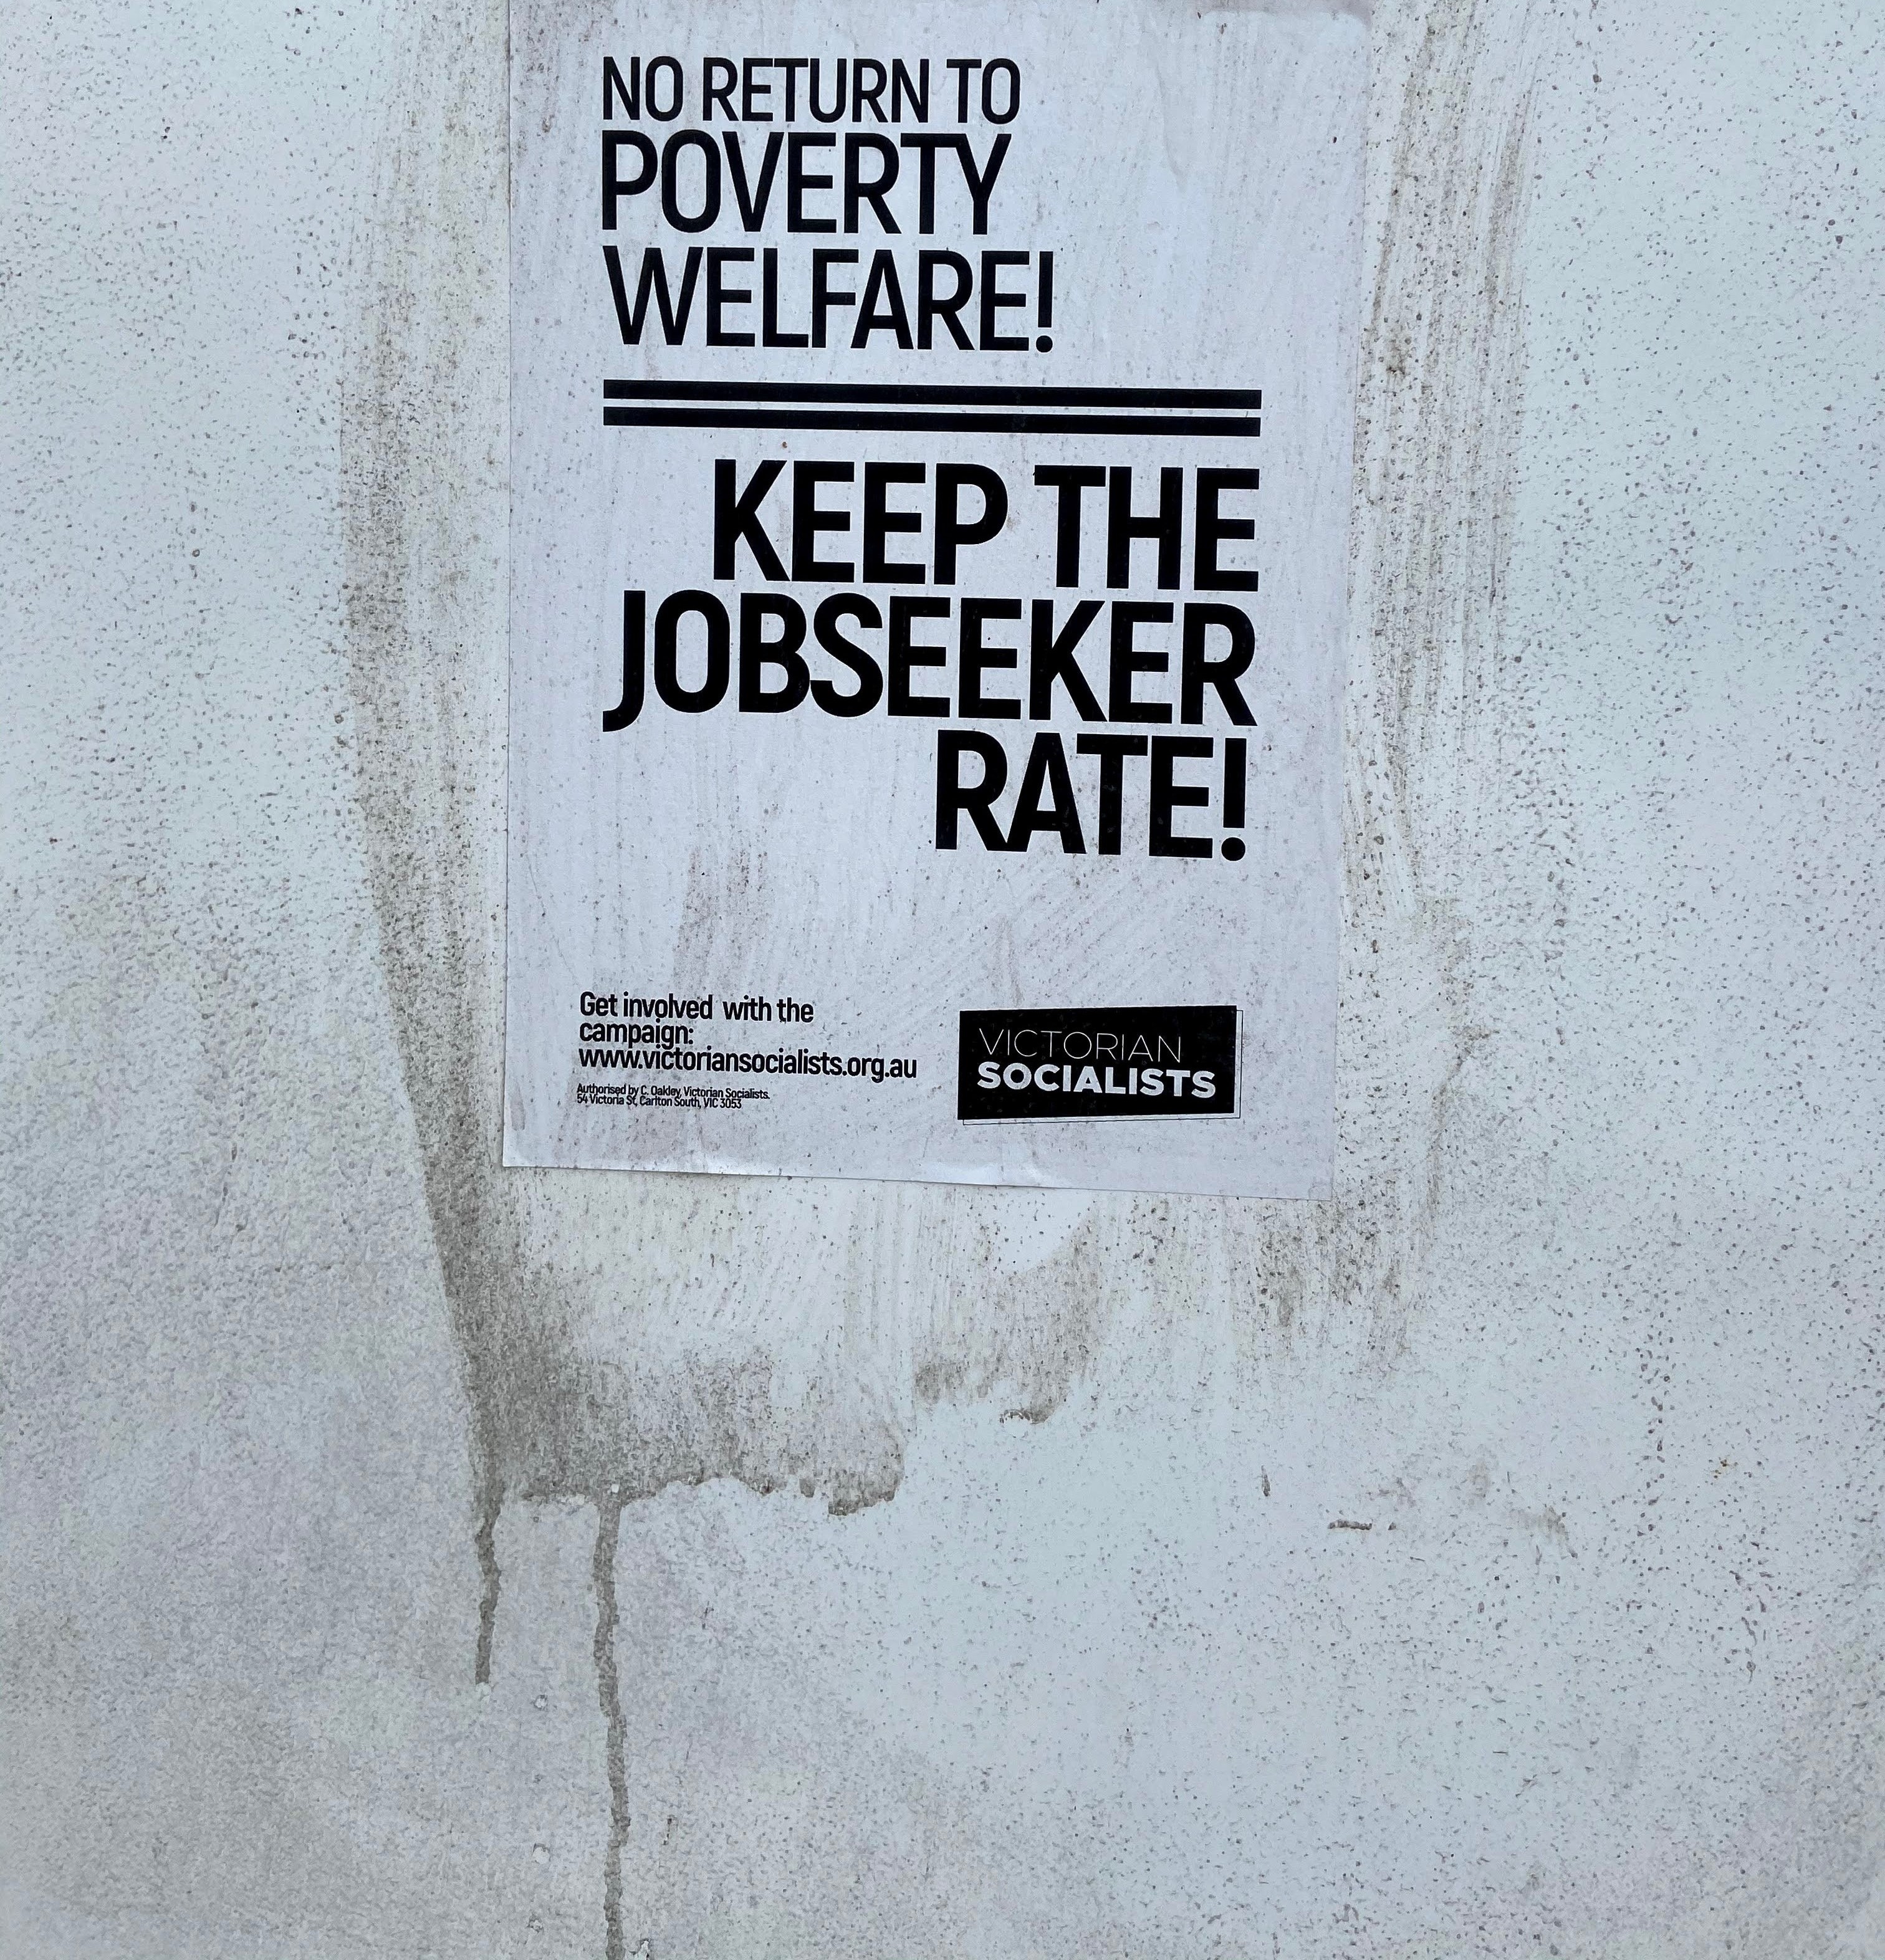 NO RETURN TO
POVERTY
WELFARE!
KEEP THE
JOBSEEKER
RATE!
Get involved with the
campaign:
www.victoriansocialists.org.au
Authorised by C. Oakley, Victorian Socialists.
54 Victoria St, Carlton South, VIC 3053
VICTORIAN
SOCIALISTS